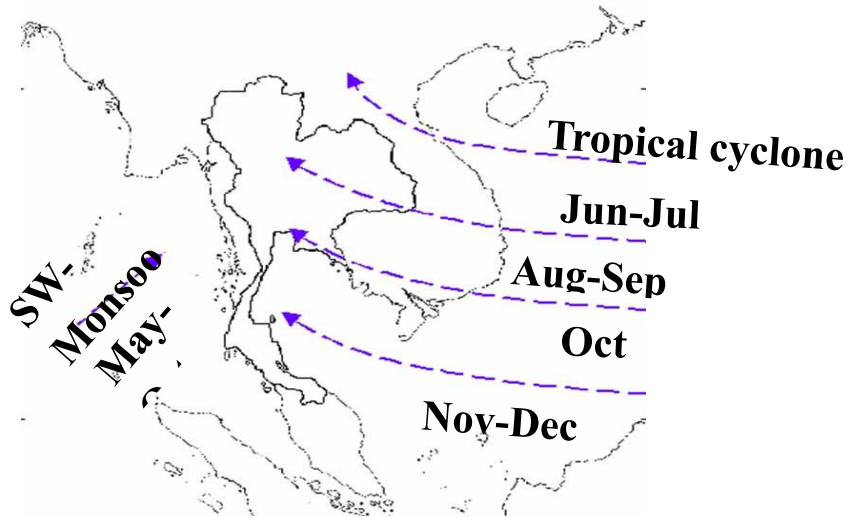 Tropical cyclone
Jun-Jul
Aug-Sep
Oct
Nov-Dec
SW-
Monsoo
May-